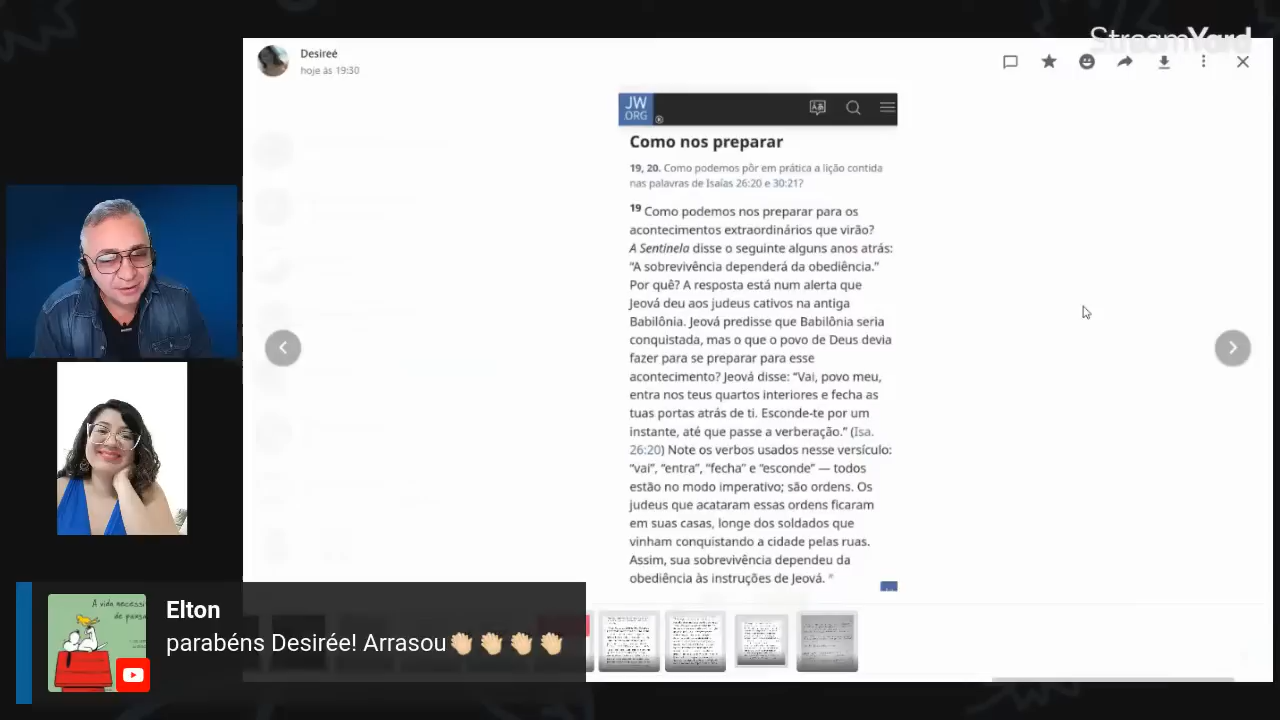 StreamYard
Desireé
hoje às 19:30
JW
.ORG
®
Como nos preparar
19, 20. Como podemos pôr em prática a lição contida
nas palavras de Isaías 26:20 e 30:21?
19 Como podemos nos preparar para os
acontecimentos extraordinários que virão?
A Sentinela disse o seguinte alguns anos atrás:
“A sobrevivência dependerá da obediência.”
Por quê? A resposta está num alerta que
Jeová deu aos judeus cativos na antiga
Babilônia. Jeová predisse que Babilônia seria
conquistada, mas o que o povo de Deus devia
fazer para se preparar para esse
acontecimento? Jeová disse: “Vai, povo meu,
entra nos teus quartos interiores e fecha as
tuas portas atrás de ti. Esconde-te por um
instante, até que passe a verberação.” (Isa.
26:20) Note os verbos usados nesse versículo:
“vai”, “entra”, “fecha” e “esconde” — todos
estão no modo imperativo; são ordens. Os
judeus que acataram essas ordens ficaram
em suas casas, longe dos soldados que
vinham conquistando a cidade pelas ruas.
Assim, sua sobrevivência dependeu da
obediência às instruções de Jeová.
A vida necessi
de pausa
Elton
parabéns Desirée! Arrasou👏🏼👏🏼👏🏼👏🏼